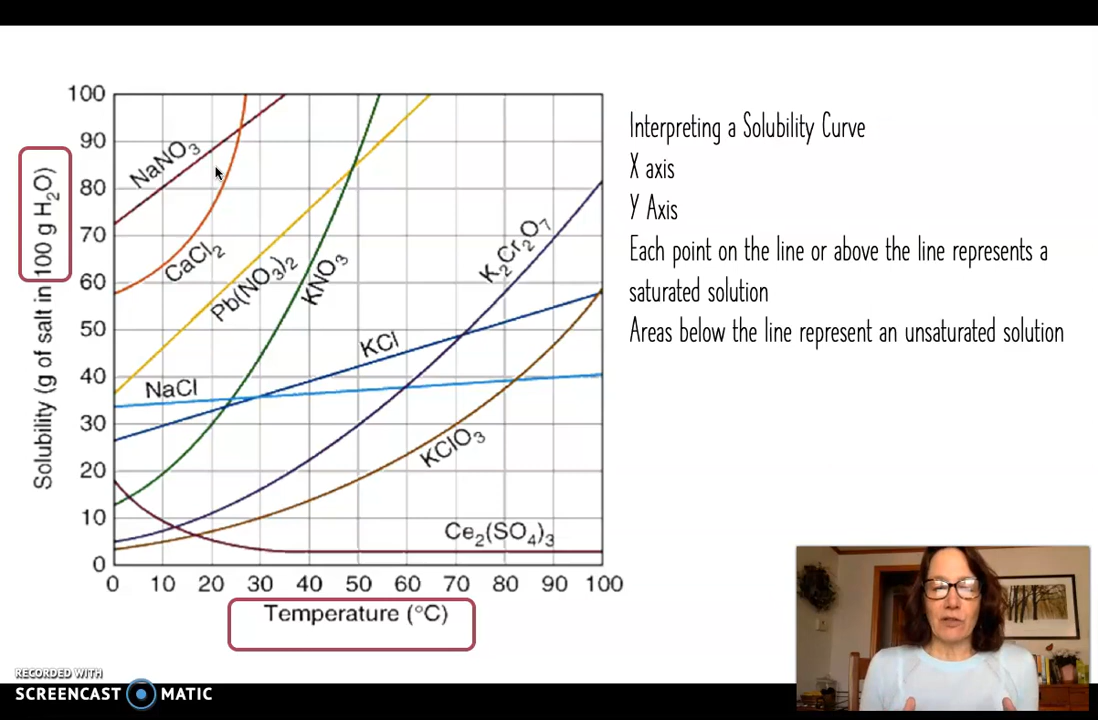 100
90
80
70
60
50
40
30
20
10
0
Solubility (g of salt in 100 g H₂O)
NaNO₃
CaCl₂
Pb(NO₃)₂
KNO₃
K₂Cr₂O₇
KCl
NaCl
KClO₃
Ce₂(SO₄)₃
0 10 20 30 40 50 60 70 80 90 100
Temperature (°C)
Interpreting a Solubility Curve
X axis
Y Axis
Each point on the line or above the line represents a
saturated solution
Areas below the line represent an unsaturated solution
RECORDED WITH
SCREENCAST MATIC